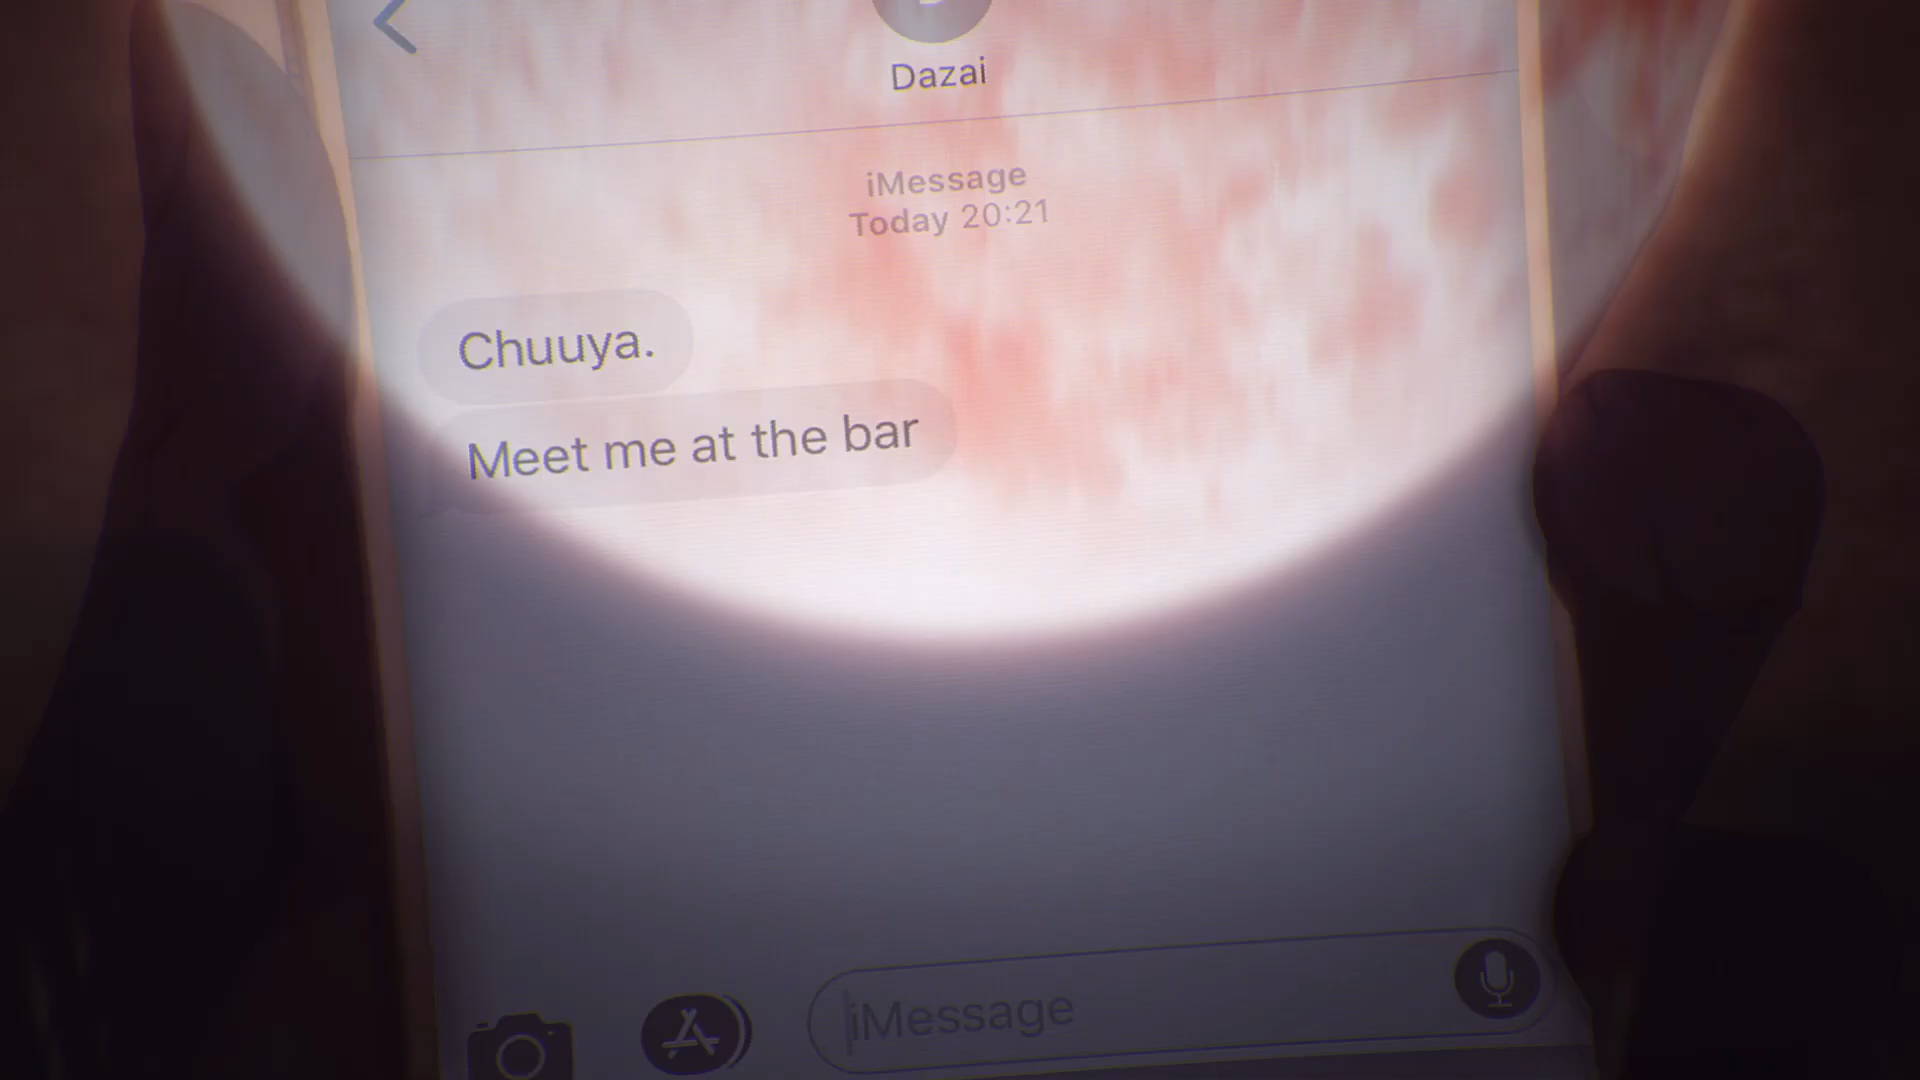 Dazai
iMessage
Today 20:21
Chuuya.
Meet me at the bar
iMessage